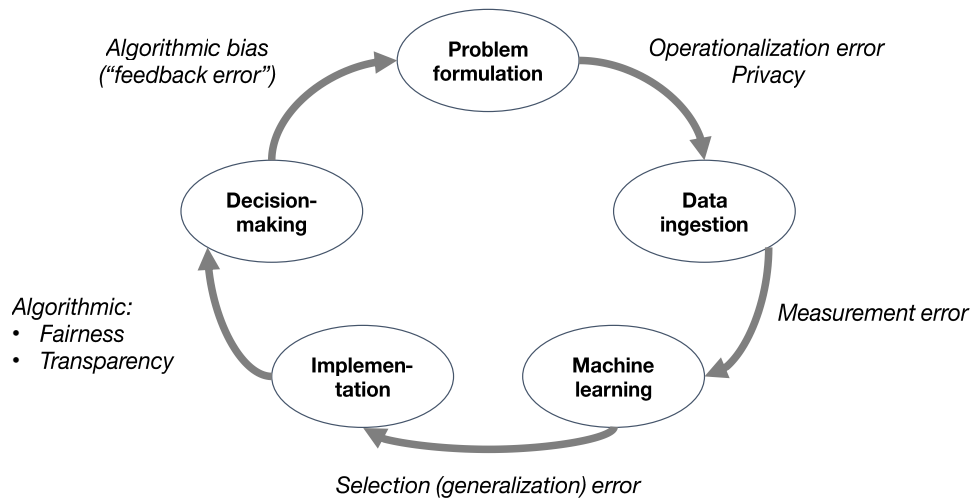 Algorithmic bias
(“feedback error”)
Problem
formulation
Operationalization error
Privacy
Decision-
making
Data
ingestion
Algorithmic:
• Fairness
• Transparency
Measurement error
Implemen-
tation
Machine
learning
Selection (generalization) error